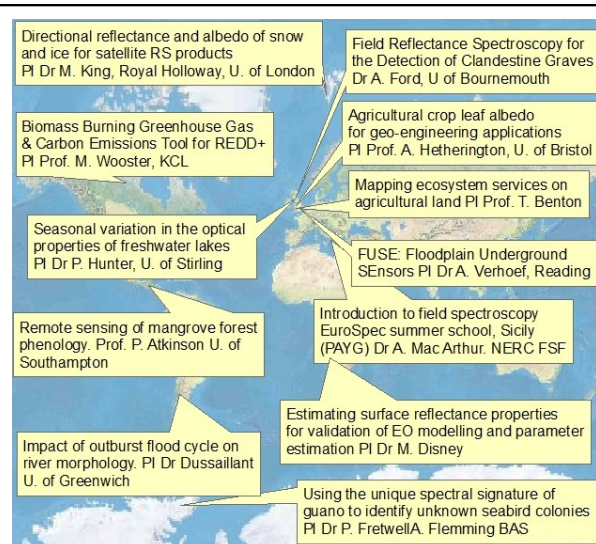 Directional reflectance and albedo of snow
and ice for satellite RS products
PI Dr M. King, Royal Holloway, U. of London
Field Reflectance Spectroscopy for
the Detection of Clandestine Graves
Dr A. Ford, U of Bournemouth
Biomass Burning Greenhouse Gas
& Carbon Emissions Tool for REDD+
PI Prof. M. Wooster, KCL
Agricultural crop leaf albedo
for geo-engineering applications
PI Prof. A. Hetherington, U. of Bristol
Mapping ecosystem services on
agricultural land PI Prof. T. Benton
Seasonal variation in the optical
properties of freshwater lakes
PI Dr P. Hunter, U. of Stirling
FUSE: Floodplain Underground
SEnsors PI Dr A. Verhoef, Reading
Remote sensing of mangrove forest
phenology. Prof. P. Atkinson U. of
Southampton
Introduction to field spectroscopy
EuroSpec summer school, Sicily
(PAYG) Dr A. Mac Arthur. NERC FSF
Estimating surface reflectance properties
for validation of EO modelling and parameter
estimation PI Dr M. Disney
Impact of outburst flood cycle on
river morphology. PI Dr Dussaillant
U. of Greenwich
Using the unique spectral signature of
guano to identify unknown seabird colonies
PI Dr P. FretwellA. Flemming BAS